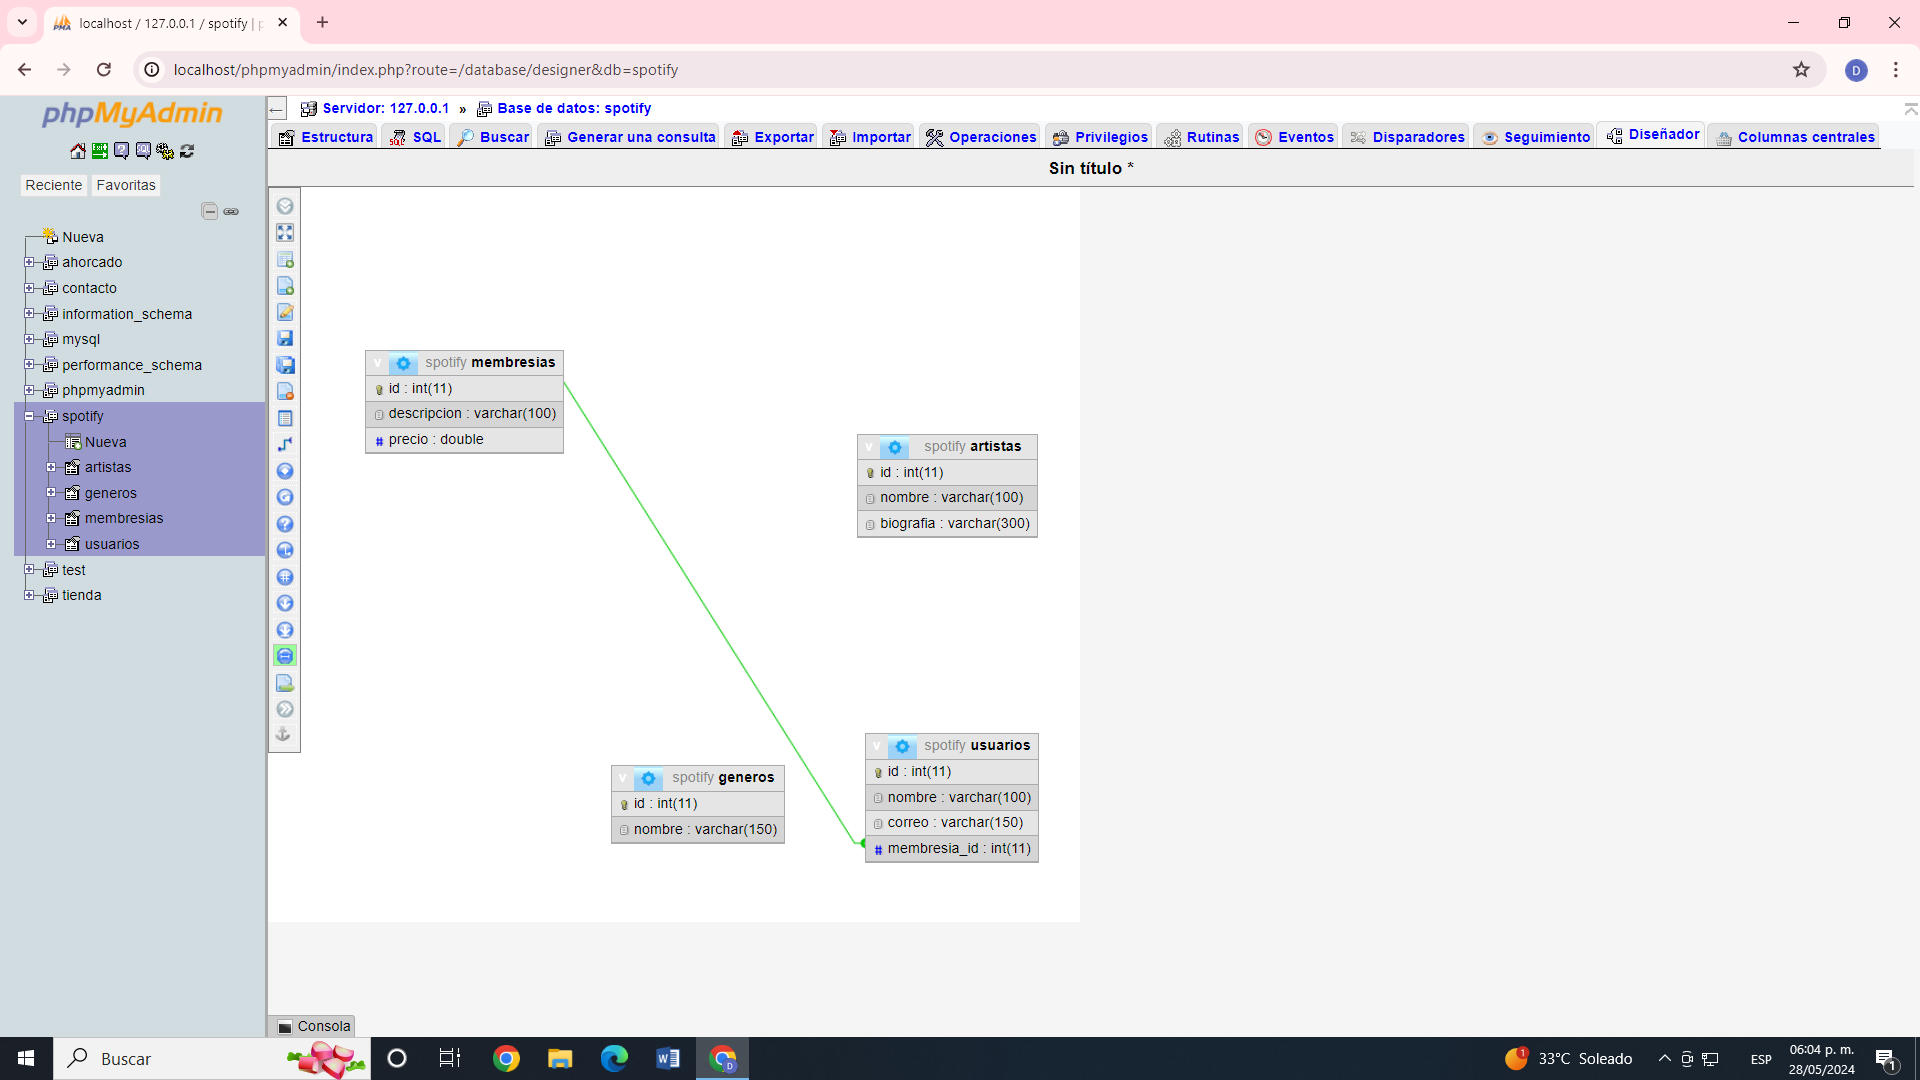 localhost / 127.0.0.1 / spotify | p
localhost/phpmyadmin/index.php?route=/database/designer&db=spotify
D
phpMyAdmin
Servidor: 127.0.0.1 » Base de datos: spotify
Estructura SQL Buscar Generar una consulta Exportar Importar Operaciones Privilegios Rutinas Eventos Disparadores Seguimiento Diseñador Columnas centrales
Sin título *
Reciente Favoritas
Nueva
ahorcado
contacto
information_schema
mysql
performance_schema
phpmyadmin
spotify
Nueva
artistas
generos
membresias
usuarios
test
tienda
v spotify membresias
id : int(11)
descripcion : varchar(100)
# precio : double
v spotify artistas
id : int(11)
nombre : varchar(100)
biografia : varchar(300)
v spotify generos
id : int(11)
nombre : varchar(150)
v spotify usuarios
id : int(11)
nombre : varchar(100)
correo : varchar(150)
# membresia_id : int(11)
Consola
Buscar
33°C Soleado
ESP
06:04 p. m.
28/05/2024